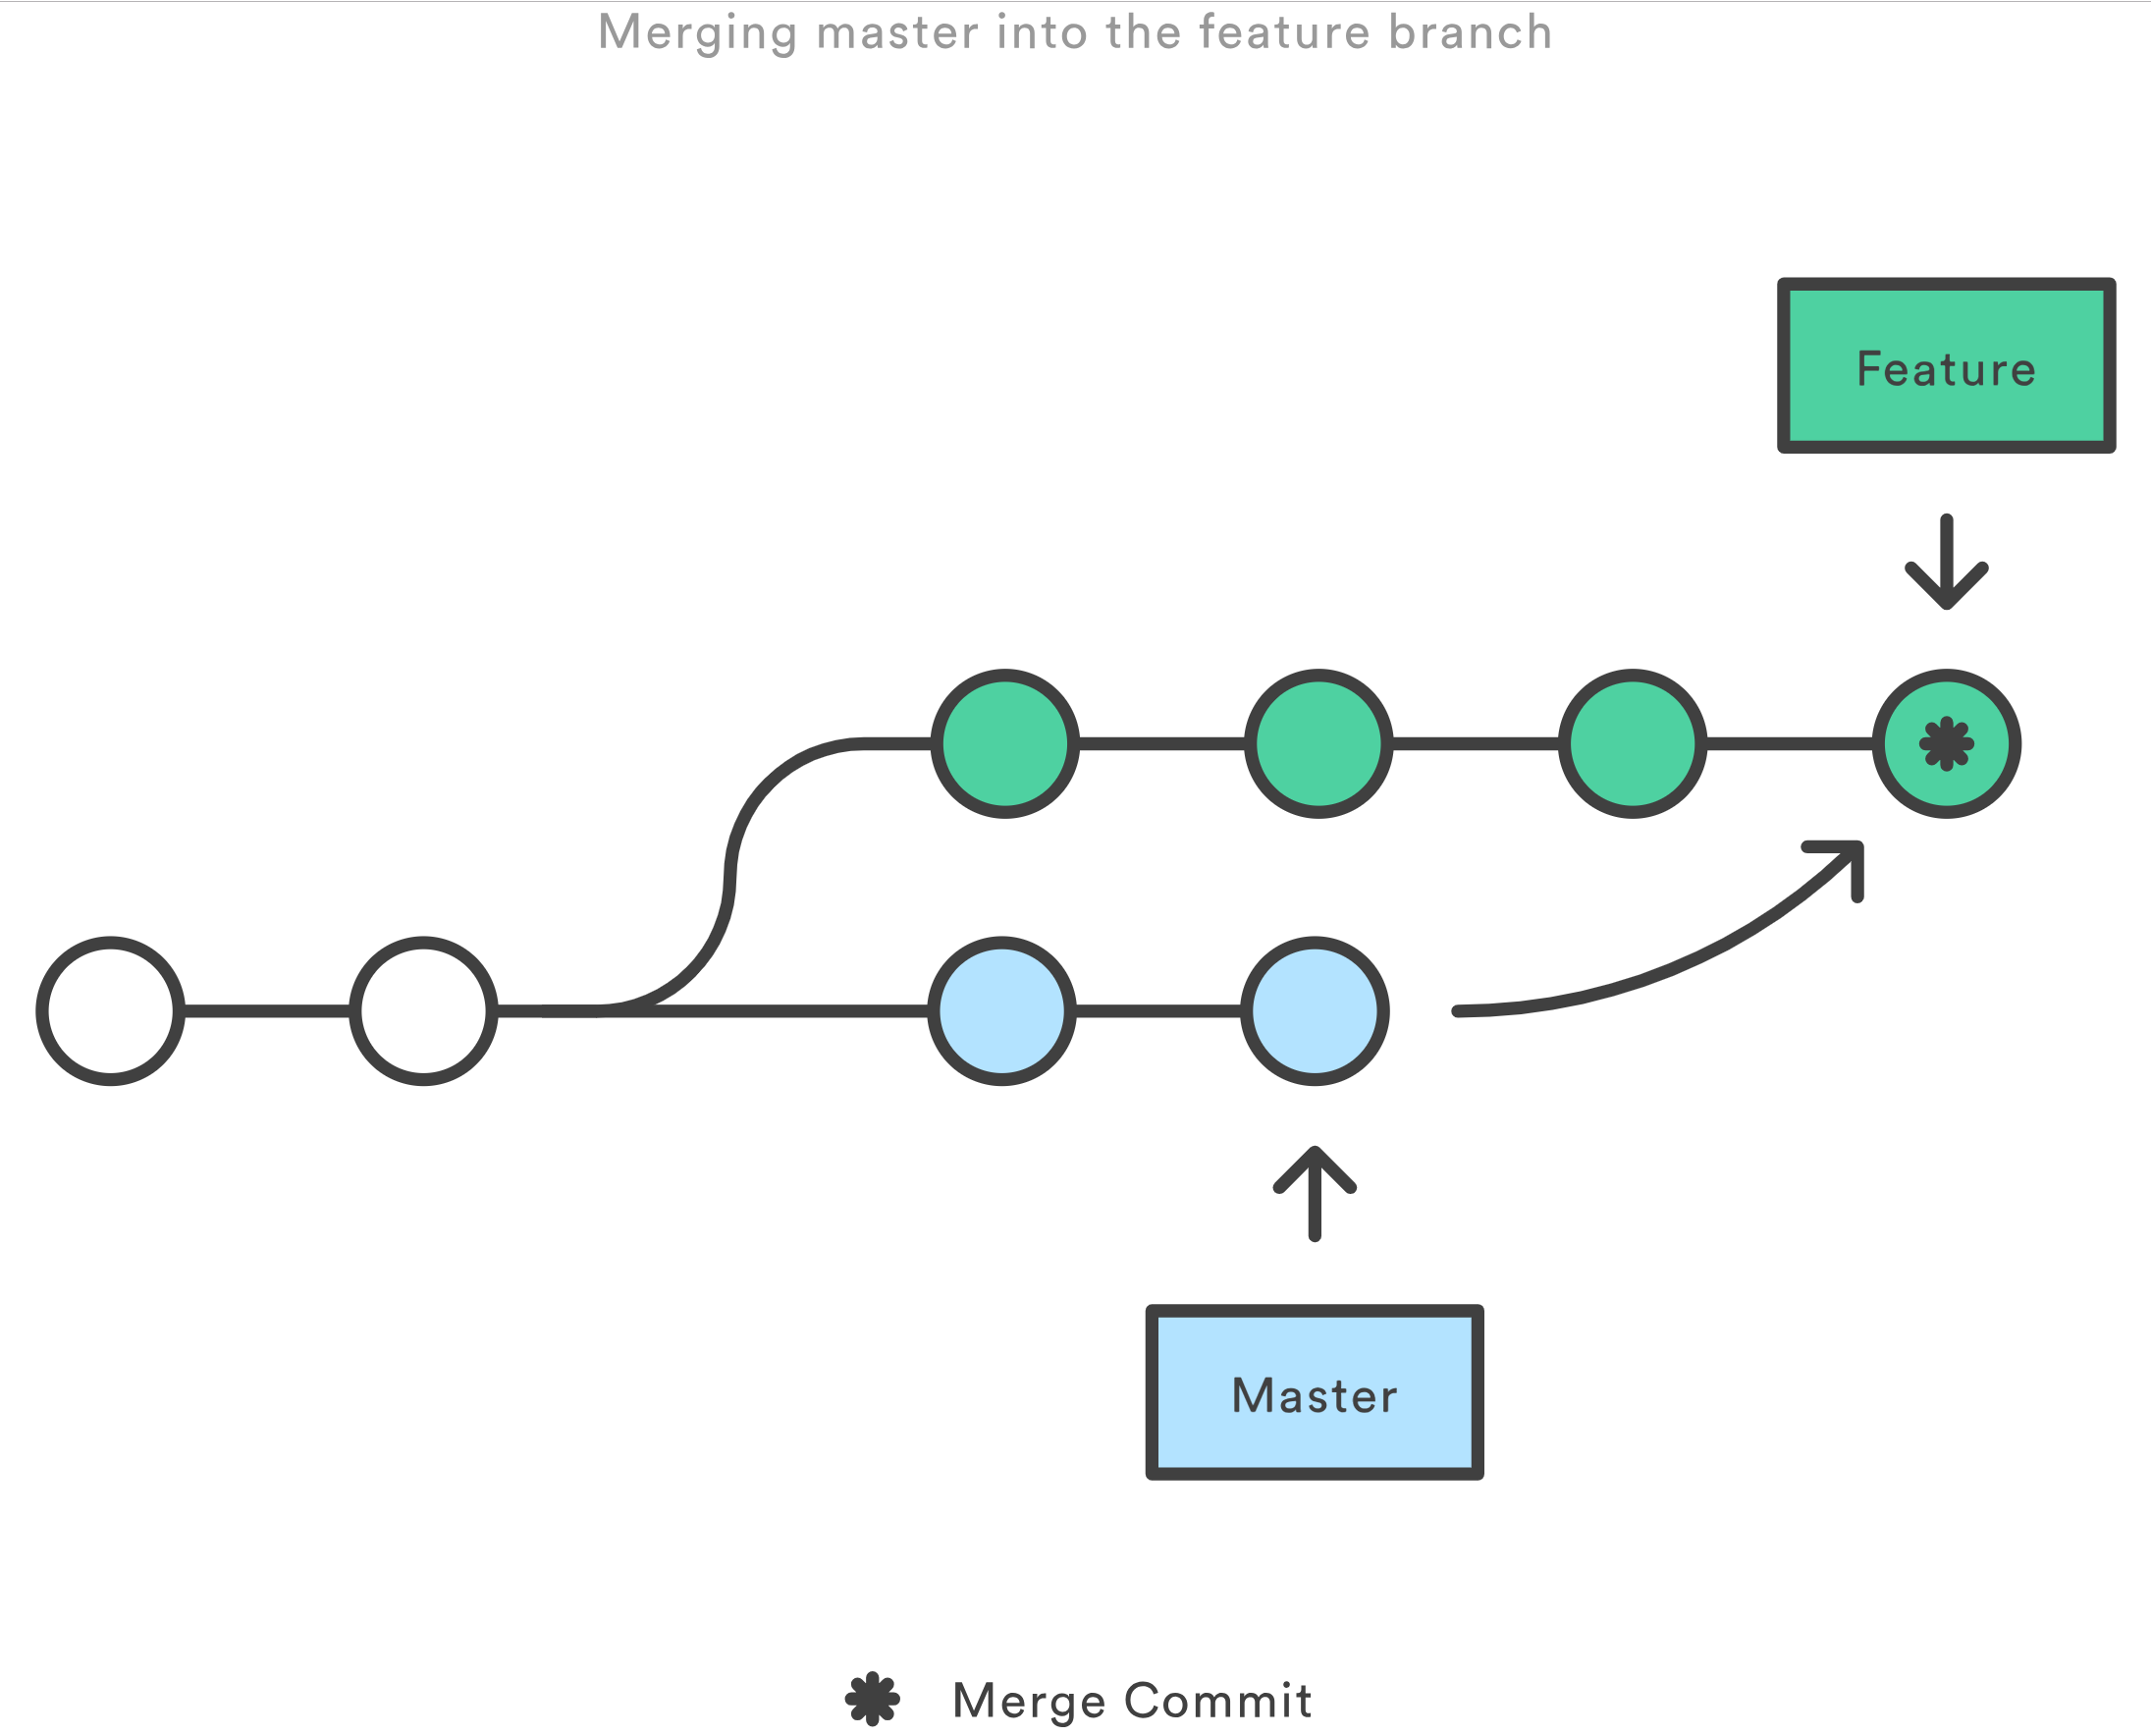 Merging master into the feature branch
Feature
Master
Merge Commit